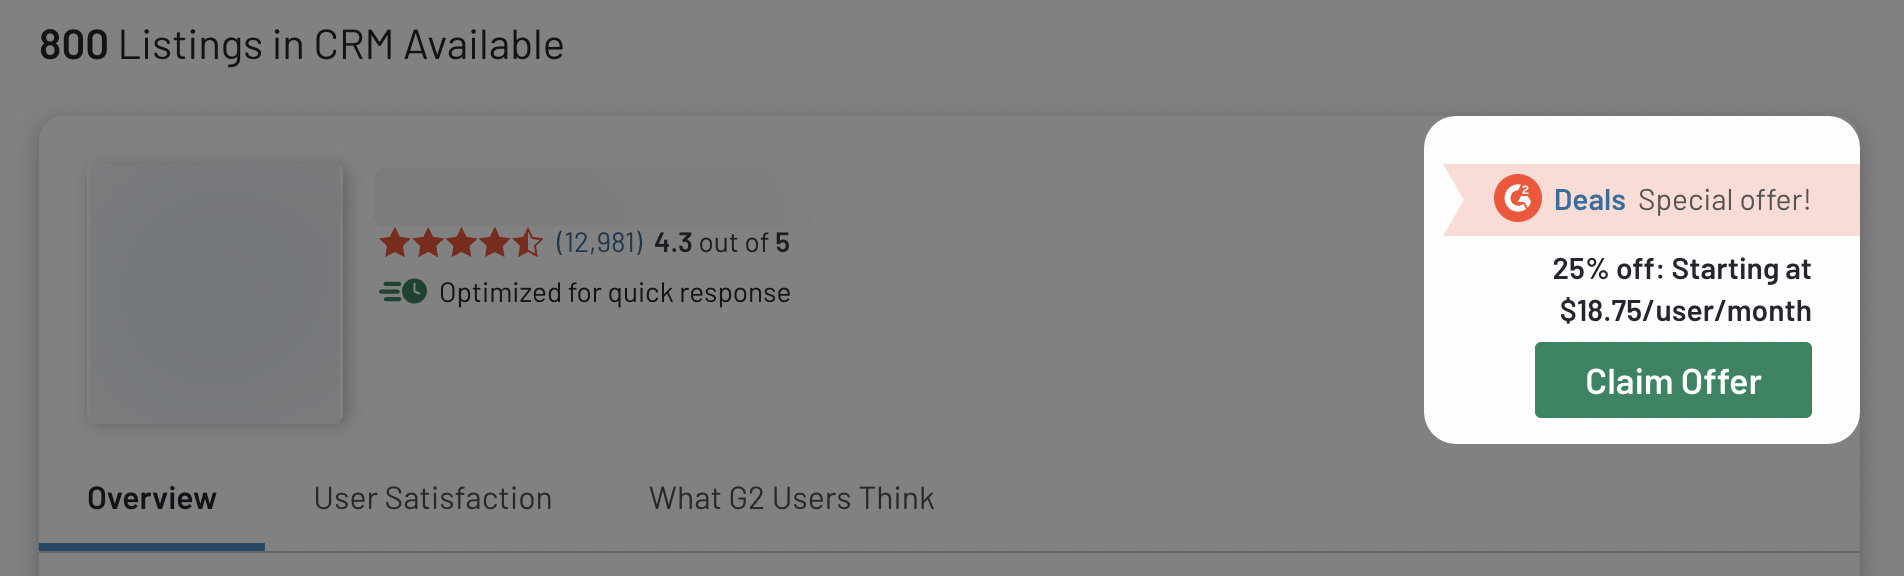 800 Listings in CRM Available
G2 Deals Special offer!
(12,981) 4.3 out of 5
Optimized for quick response
25% off: Starting at
$18.75/user/month
Claim Offer
Overview User Satisfaction What G2 Users Think